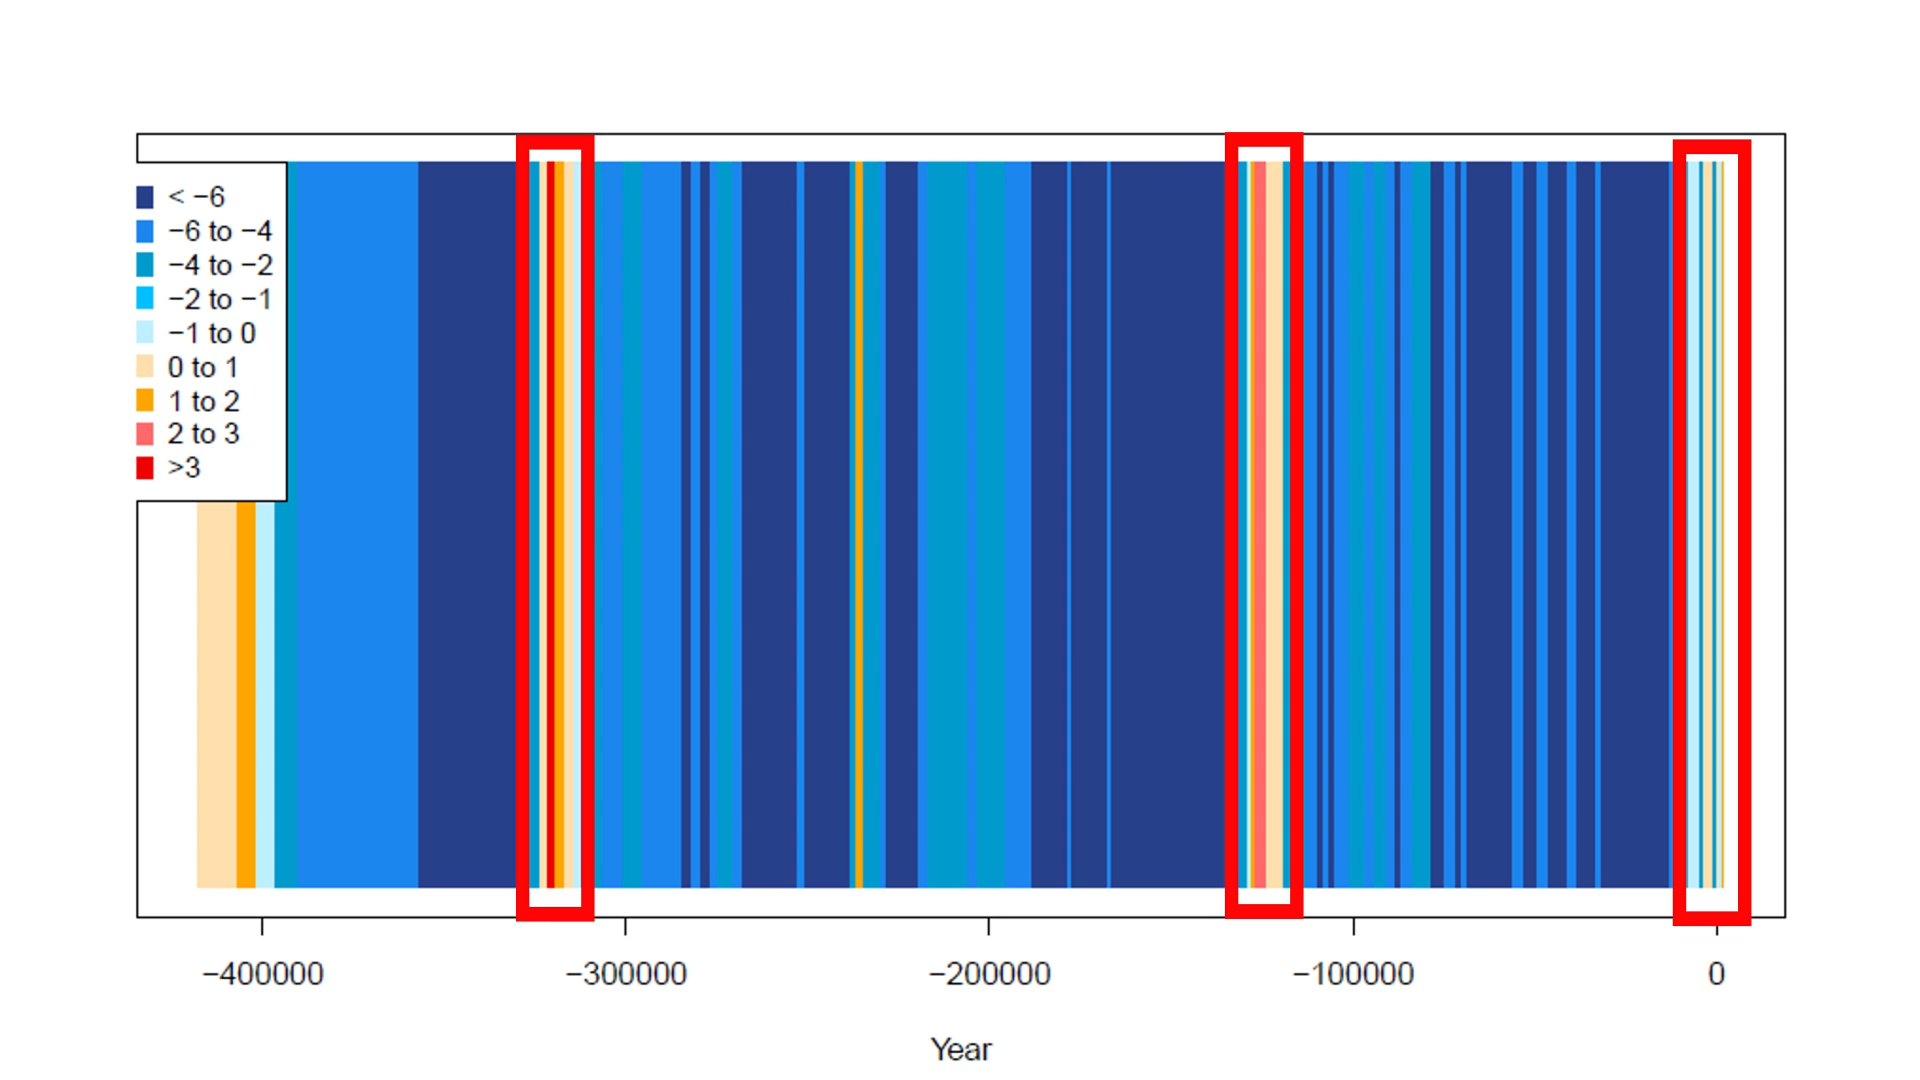 < −6
−6 to −4
−4 to −2
−2 to −1
−1 to 0
0 to 1
1 to 2
2 to 3
>3
−400000 −300000 −200000 −100000 0
Year